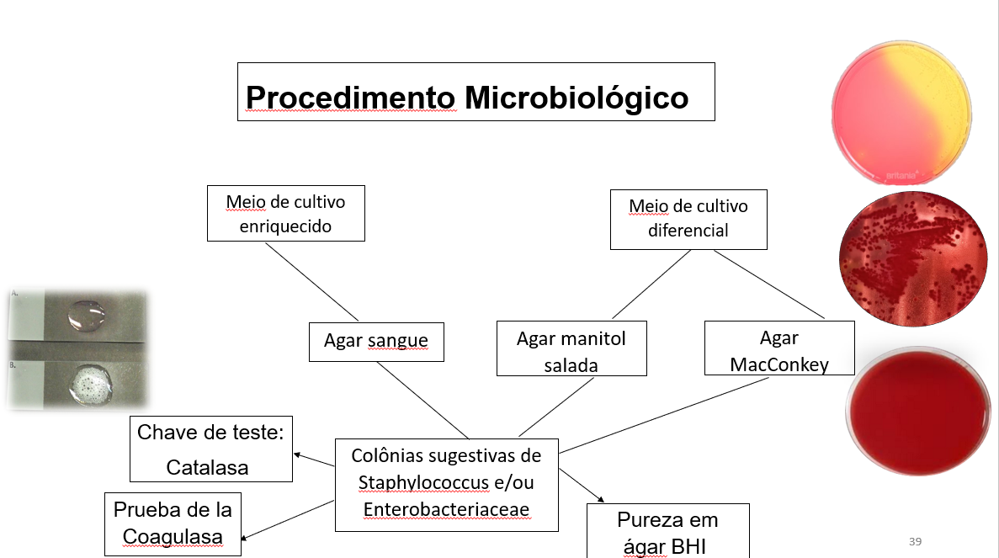 Procedimento Microbiológico
Meio de cultivo
enriquecido
Meio de cultivo
diferencial
britania
A.
Agar sangue
Agar manitol
salada
Agar
MacConkey
B.
Chave de teste:
Catalasa
Colônias sugestivas de
Staphylococcus e/ou
Enterobacteriaceae
Prueba de la
Coagulasa
Pureza em
ágar BHI
39